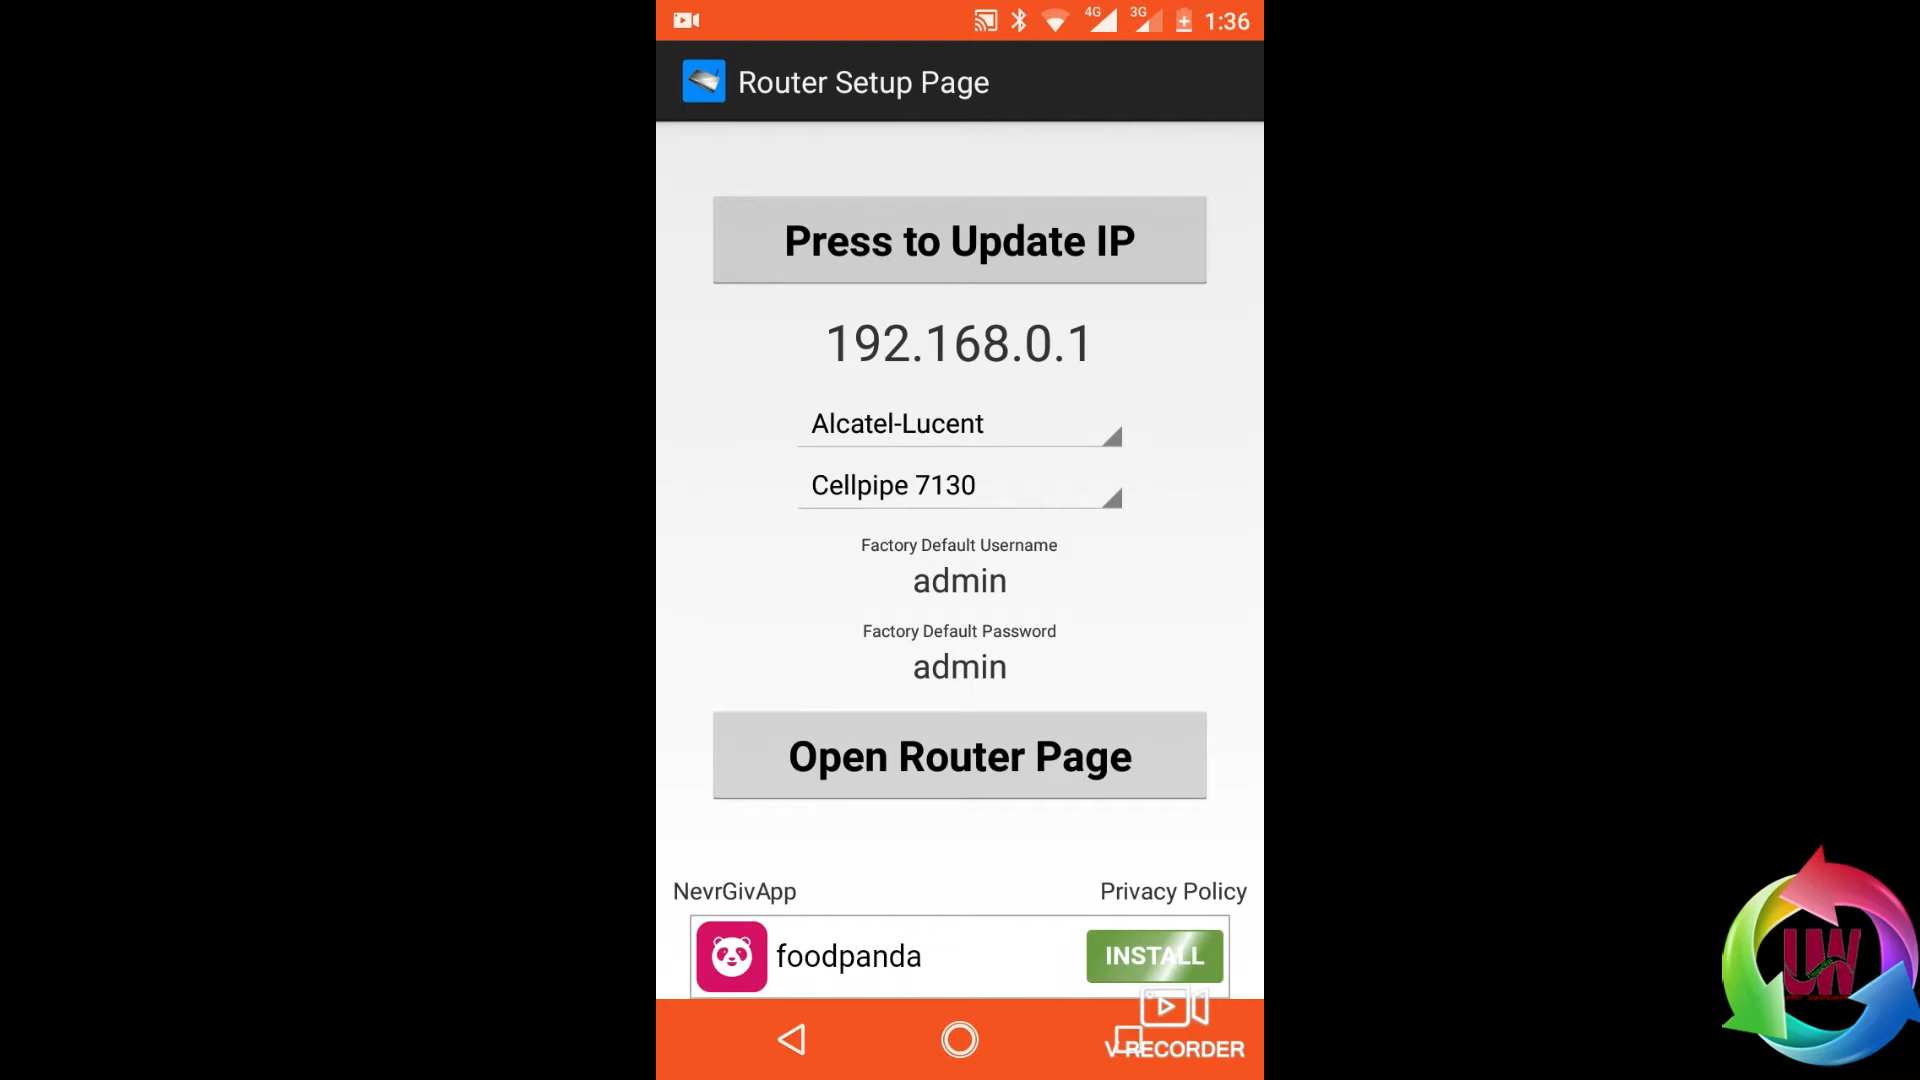 4G 3G 1:36
Router Setup Page
Press to Update IP
192.168.0.1
Alcatel-Lucent
Cellpipe 7130
Factory Default Username
admin
Factory Default Password
admin
Open Router Page
NevrGivApp Privacy Policy
foodpanda INSTALL
V RECORDER
UW